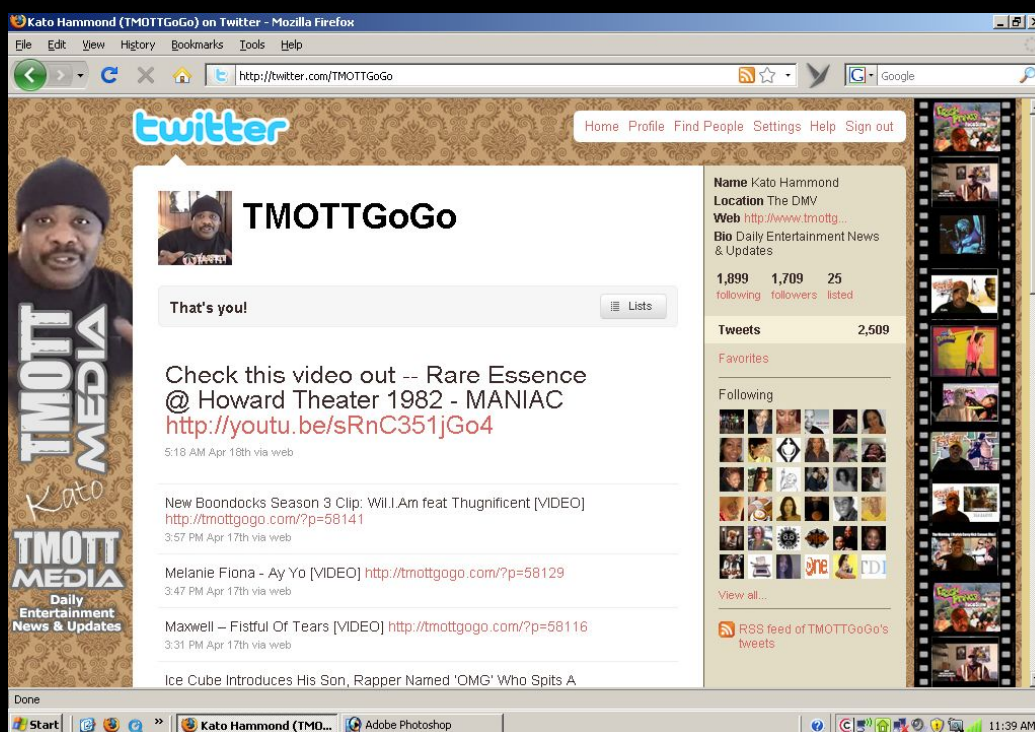 Kato Hammond (TMOTTGoGo) on Twitter - Mozilla Firefox
File Edit View History Bookmarks Tools Help
http://twitter.com/TMOTTGoGo
G Google
twitter
Home Profile Find People Settings Help Sign out
TMOTTGoGo
That's you!
Lists
Check this video out -- Rare Essence
@ Howard Theater 1982 - MANIAC
http://youtu.be/sRnC351jGo4
5:18 AM Apr 18th via web
New Boondocks Season 3 Clip: Wil.I.Am feat Thugnificent [VIDEO]
http://tmottgogo.com/?p=58141
3:57 PM Apr 17th via web
Melanie Fiona - Ay Yo [VIDEO] http://tmottgogo.com/?p=58129
3:47 PM Apr 17th via web
Maxwell – Fistful Of Tears [VIDEO] http://tmottgogo.com/?p=58116
3:31 PM Apr 17th via web
Ice Cube Introduces His Son, Rapper Named 'OMG' Who Spits A
Name Kato Hammond
Location The DMV
Web http://www.tmottg...
Bio Daily Entertainment News
& Updates
1,899 1,709 25
following followers listed
Tweets 2,509
Favorites
Following
one
TDI
View all...
RSS feed of TMOTTGoGo's
tweets
TMOTT
MEDIA
Kato
TMOTT
MEDIA
Daily
Entertainment
News & Updates
Done
Start
Kato Hammond (TMO...
Adobe Photoshop
11:39 AM